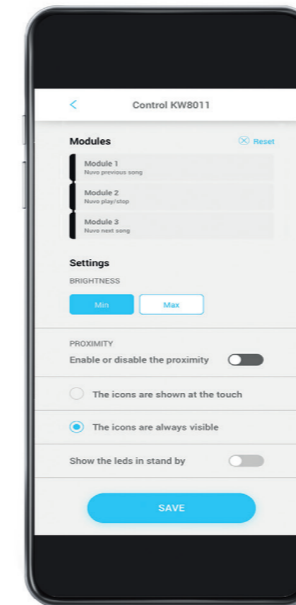 Control KW8011
Modules
Reset
Module 1
Nuvo previous song
Module 2
Nuvo play/stop
Module 3
Nuvo next song
Settings
BRIGHTNESS
Min
Max
PROXIMITY
Enable or disable the proximity
The icons are shown at the touch
The icons are always visible
Show the leds in stand by
SAVE